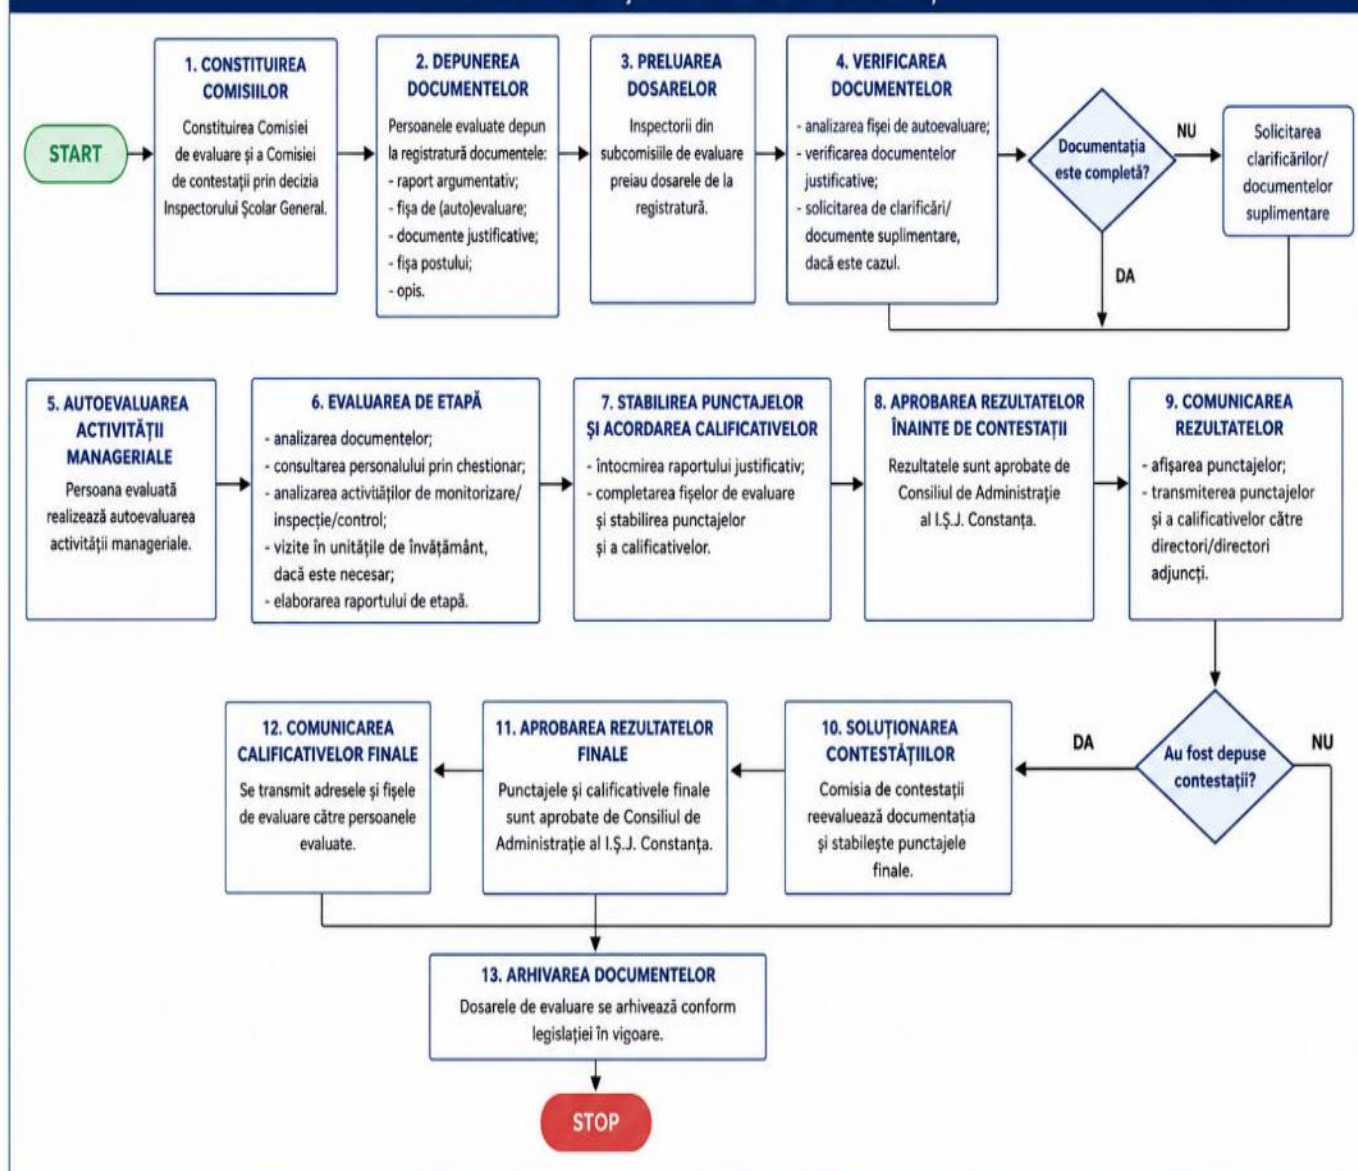 START
1. CONSTITUIREA
COMISIILOR
Constituirea Comisiei
de evaluare și a Comisiei
de contestații prin decizia
Inspectorului Școlar General.
2. DEPUNEREA
DOCUMENTELOR
Persoanele evaluate depun
la registratură documentele:
- raport argumentativ;
- fișa de (auto)evaluare;
- documente justificative;
- fișa postului;
- opis.
3. PRELUAREA
DOSARELOR
Inspectorii din
subcomisiile de evaluare
preiau dosarele de la
registratură.
4. VERIFICAREA
DOCUMENTELOR
- analizarea fișei de autoevaluare;
- verificarea documentelor
justificative;
- solicitarea de clarificări/
documente suplimentare,
dacă este cazul.
Documentația
este completă?
NU
Solicitarea
clarificărilor/
documentelor
suplimentare
DA
5. AUTOEVALUAREA
ACTIVITĂȚII
MANAGERIALE
Persoana evaluată
realizează autoevaluarea
activității manageriale.
6. EVALUAREA DE ETAPĂ
- analizarea documentelor;
- consultarea personalului prin chestionar;
- analizarea activităților de monitorizare/
inspecție/control;
- vizite în unitățile de învățământ,
dacă este necesar;
- elaborarea raportului de etapă.
7. STABILIREA PUNCTAJELOR
ȘI ACORDAREA CALIFICATIVELOR
- întocmirea raportului justificativ;
- completarea fișelor de evaluare
și stabilirea punctajelor
și a calificativelor.
8. APROBAREA REZULTATELOR
ÎNAINTE DE CONTESTAȚII
Rezultatele sunt aprobate de
Consiliul de Administrație
al I.Ș.J. Constanța.
9. COMUNICAREA
REZULTATELOR
- afișarea punctajelor;
- transmiterea punctajelor
și a calificativelor către
directori/directori
adjuncți.
Au fost depuse
contestații?
DA
NU
10. SOLUȚIONAREA
CONTESTĂȚIILOR
Comisia de contestații
reevaluează documentația
și stabilește punctajele
finale.
11. APROBAREA REZULTATELOR
FINALE
Punctajele și calificativele finale
sunt aprobate de Consiliul de
Administrație al I.Ș.J. Constanța.
12. COMUNICAREA
CALIFICATIVELOR FINALE
Se transmit adresele și fișele
de evaluare către persoanele
evaluate.
13. ARHIVAREA DOCUMENTELOR
Dosarele de evaluare se arhivează conform
legislației în vigoare.
STOP